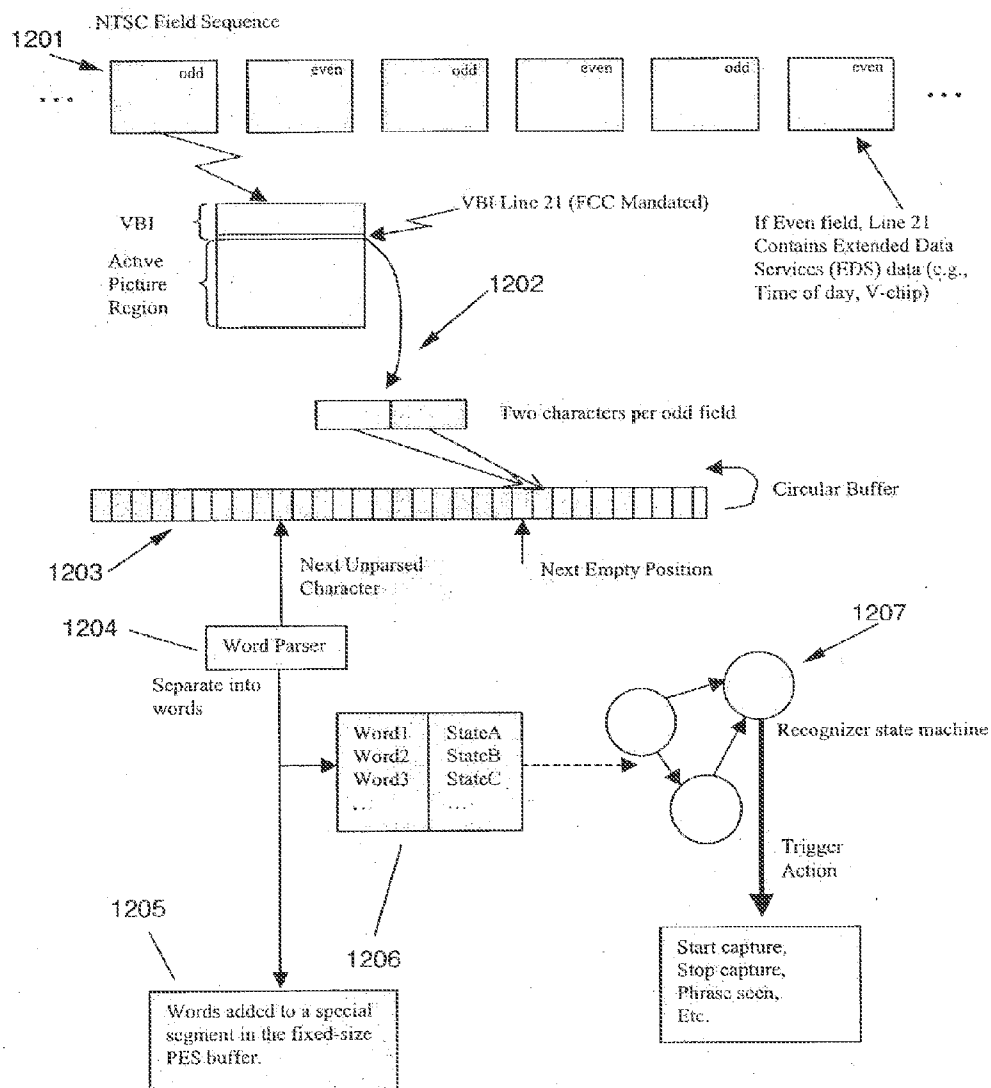 NTSC Field Sequence
1201
odd
even
odd
even
odd
even
...
...
VBI
Active
Picture
Region
VBI Line 21 (FCC Mandated)
If Even field, Line 21
Contains Extended Data
Services (EDS) data (e.g.,
Time of day, V-chip)
1202
Two characters per odd field
Circular Buffer
1203
Next Unparsed
Character
Next Empty Position
1204
Word Parser
Separate into
words
1207
Word1 StateA
Word2 StateB
Word3 StateC
... ....
Recognizer state machine
Trigger
Action
1205
1206
Words added to a special
segment in the fixed-size
PES buffer.
Start capture,
Stop capture,
Phrase seen,
Etc.